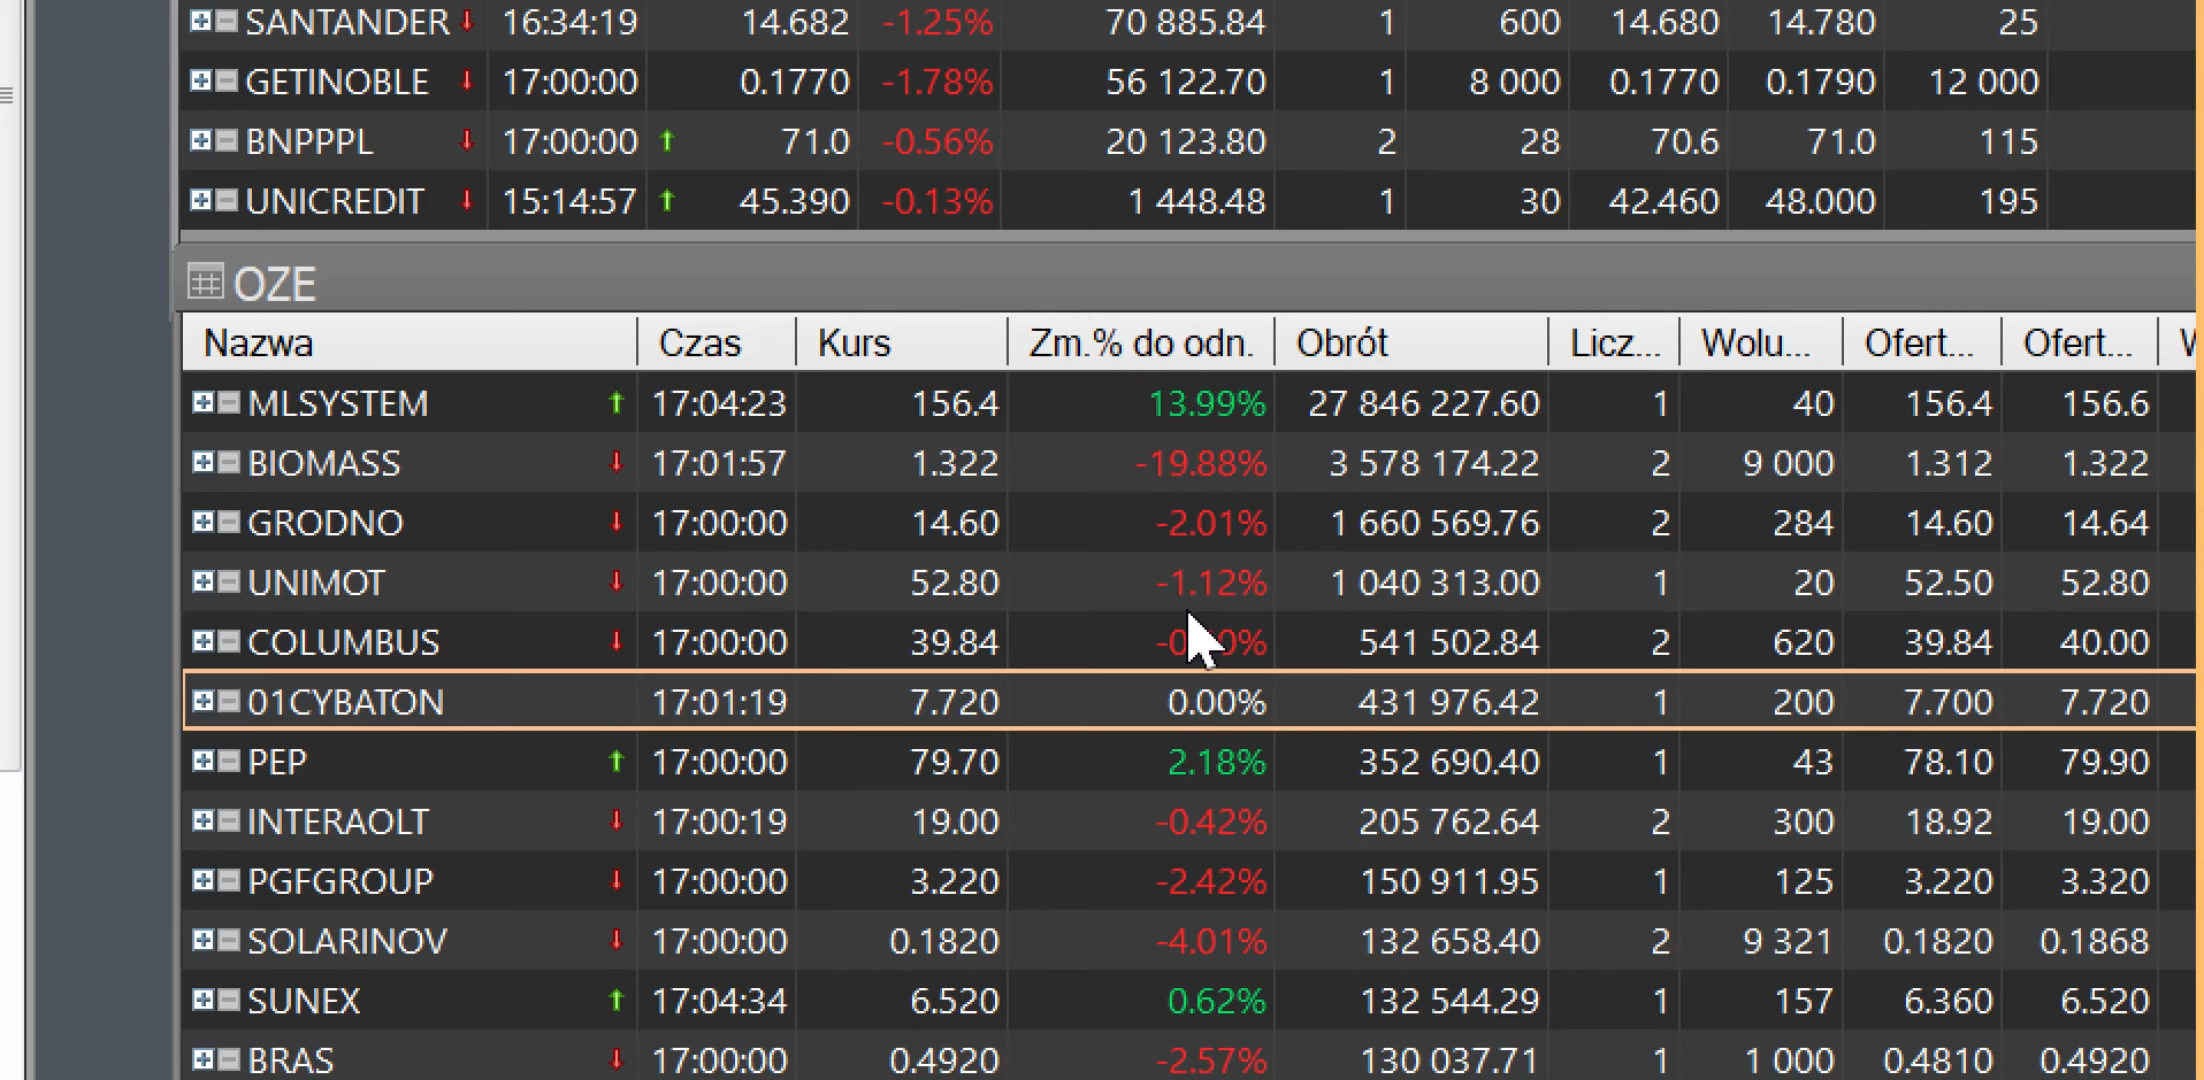 SANTANDER 16:34:19 14.682 -1.25% 70 885.84 1 600 14.680 14.780 25
GETINOBLE 17:00:00 0.1770 -1.78% 56 122.70 1 8 000 0.1770 0.1790 12 000
BNPPPL 17:00:00 71.0 -0.56% 20 123.80 2 28 70.6 71.0 115
UNICREDIT 15:14:57 45.390 -0.13% 1 448.48 1 30 42.460 48.000 195
OZE
Nazwa Czas Kurs Zm.% do odn. Obrót Licz... Wolu... Ofert... Ofert...
MLSYSTEM 17:04:23 156.4 13.99% 27 846 227.60 1 40 156.4 156.6
BIOMASS 17:01:57 1.322 -19.88% 3 578 174.22 2 9 000 1.312 1.322
GRODNO 17:00:00 14.60 -2.01% 1 660 569.76 2 284 14.60 14.64
UNIMOT 17:00:00 52.80 -1.12% 1 040 313.00 1 20 52.50 52.80
COLUMBUS 17:00:00 39.84 541 502.84 2 620 39.84 40.00
01CYBATON 17:01:19 7.720 0.00% 431 976.42 1 200 7.700 7.720
PEP 17:00:00 79.70 2.18% 352 690.40 1 43 78.10 79.90
INTERAOLT 17:00:19 19.00 -0.42% 205 762.64 2 300 18.92 19.00
PGFGROUP 17:00:00 3.220 -2.42% 150 911.95 1 125 3.220 3.320
SOLARINOV 17:00:00 0.1820 -4.01% 132 658.40 2 9 321 0.1820 0.1868
SUNEX 17:04:34 6.520 0.62% 132 544.29 1 157 6.360 6.520
BRAS 17:00:00 0.4920 -2.57% 130 037.71 1 1 000 0.4810 0.4920